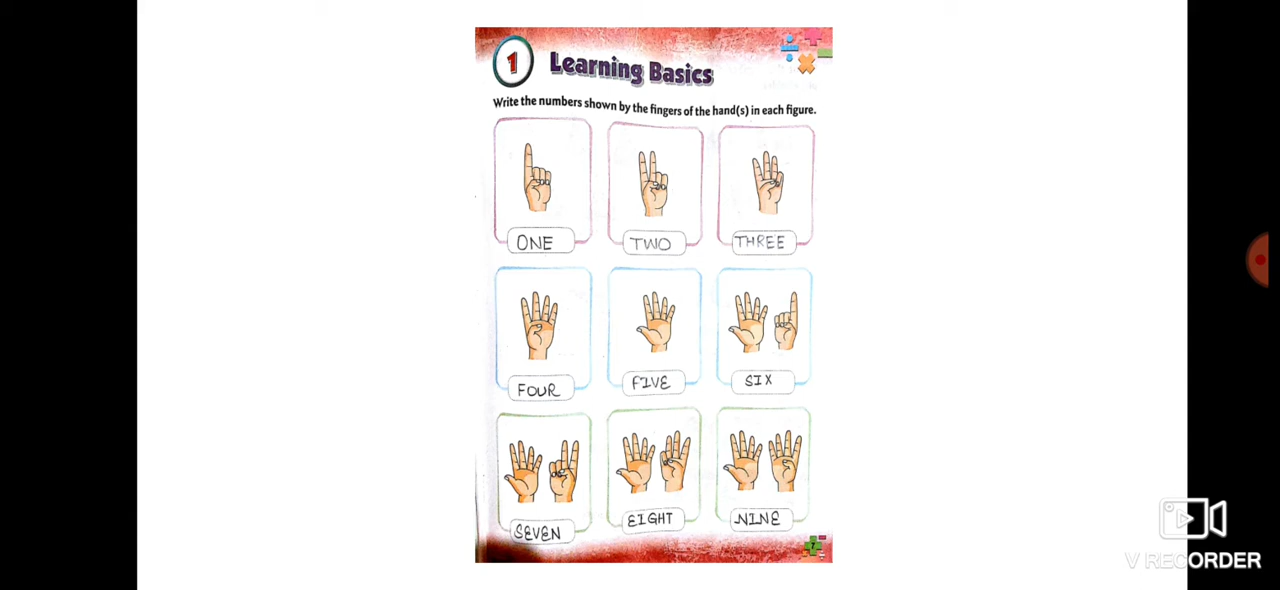 1
Learning Basics
Write the numbers shown by the fingers of the hand(s) in each figure.
ONE
TWO
THREE
FOUR
FIVE
SIX
SEVEN
EIGHT
NINE
7
V RECORDER